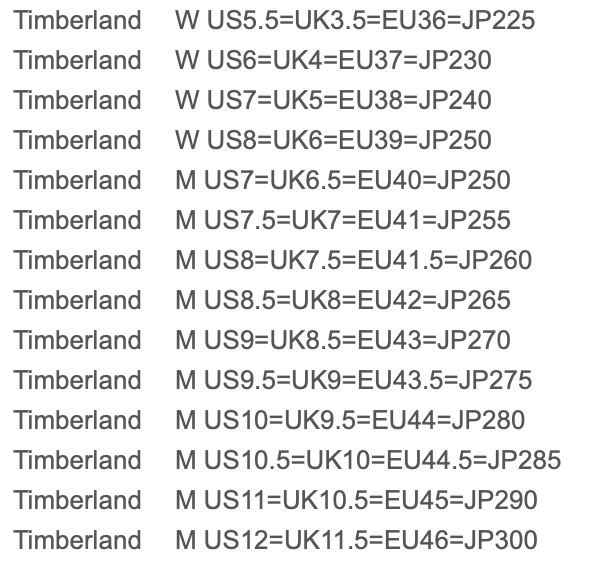 Timberland W US5.5=UK3.5=EU36=JP225
Timberland W US6=UK4=EU37=JP230
Timberland W US7=UK5=EU38=JP240
Timberland W US8=UK6=EU39=JP250
Timberland M US7=UK6.5=EU40=JP250
Timberland M US7.5=UK7=EU41=JP255
Timberland M US8=UK7.5=EU41.5=JP260
Timberland M US8.5=UK8=EU42=JP265
Timberland M US9=UK8.5=EU43=JP270
Timberland M US9.5=UK9=EU43.5=JP275
Timberland M US10=UK9.5=EU44=JP280
Timberland M US10.5=UK10=EU44.5=JP285
Timberland M US11=UK10.5=EU45=JP290
Timberland M US12=UK11.5=EU46=JP300